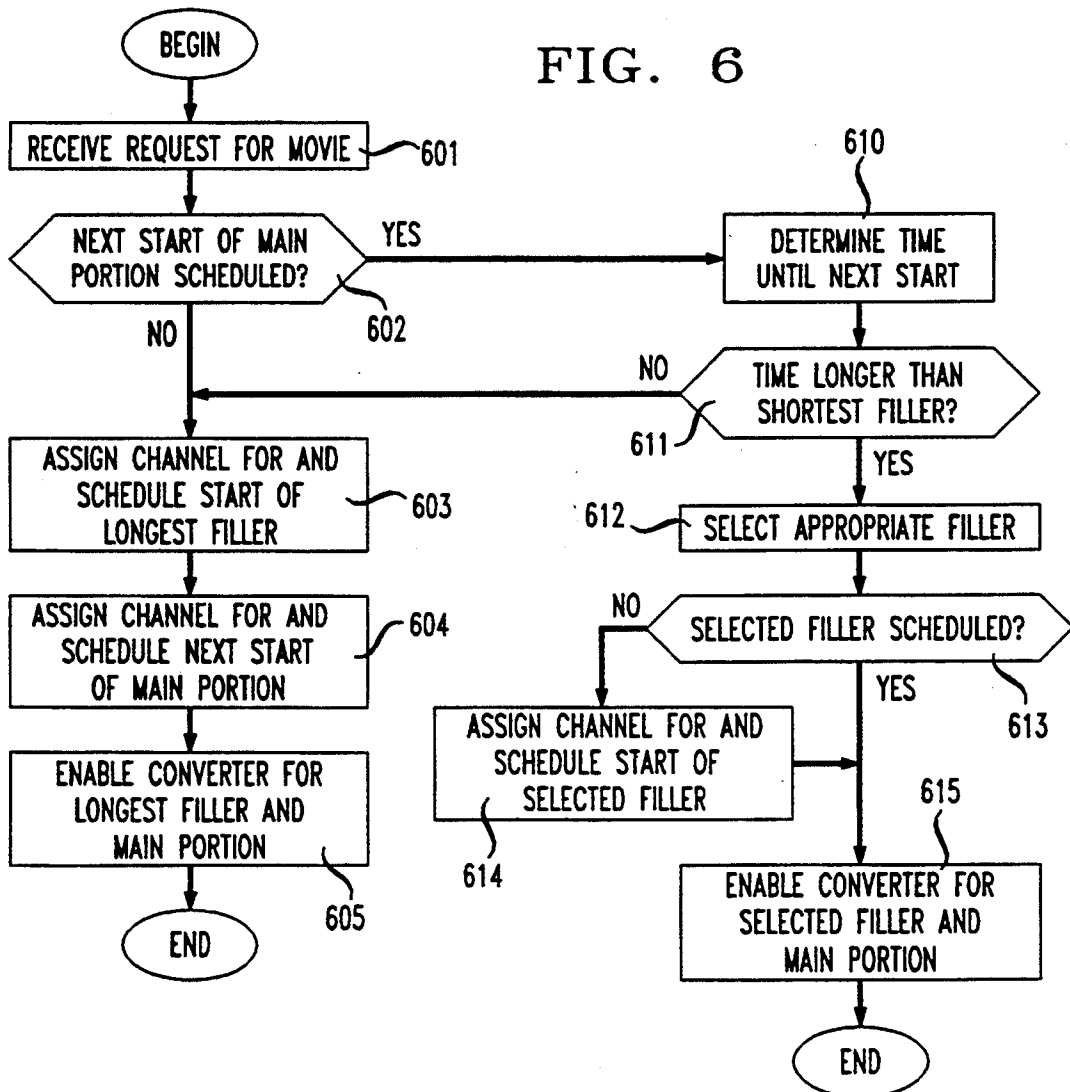 FIG. 6
BEGIN
RECEIVE REQUEST FOR MOVIE
601
NEXT START OF MAIN
PORTION SCHEDULED?
602
YES
NO
ASSIGN CHANNEL FOR AND
SCHEDULE START OF
LONGEST FILLER
603
ASSIGN CHANNEL FOR AND
SCHEDULE NEXT START
OF MAIN PORTION
604
ENABLE CONVERTER FOR
LONGEST FILLER AND
MAIN PORTION
605
END
610
DETERMINE TIME
UNTIL NEXT START
TIME LONGER THAN
SHORTEST FILLER?
611
NO
YES
612
SELECT APPROPRIATE FILLER
SELECTED FILLER SCHEDULED?
613
NO
YES
ASSIGN CHANNEL FOR AND
SCHEDULE START OF
SELECTED FILLER
614
615
ENABLE CONVERTER FOR
SELECTED FILLER AND
MAIN PORTION
END